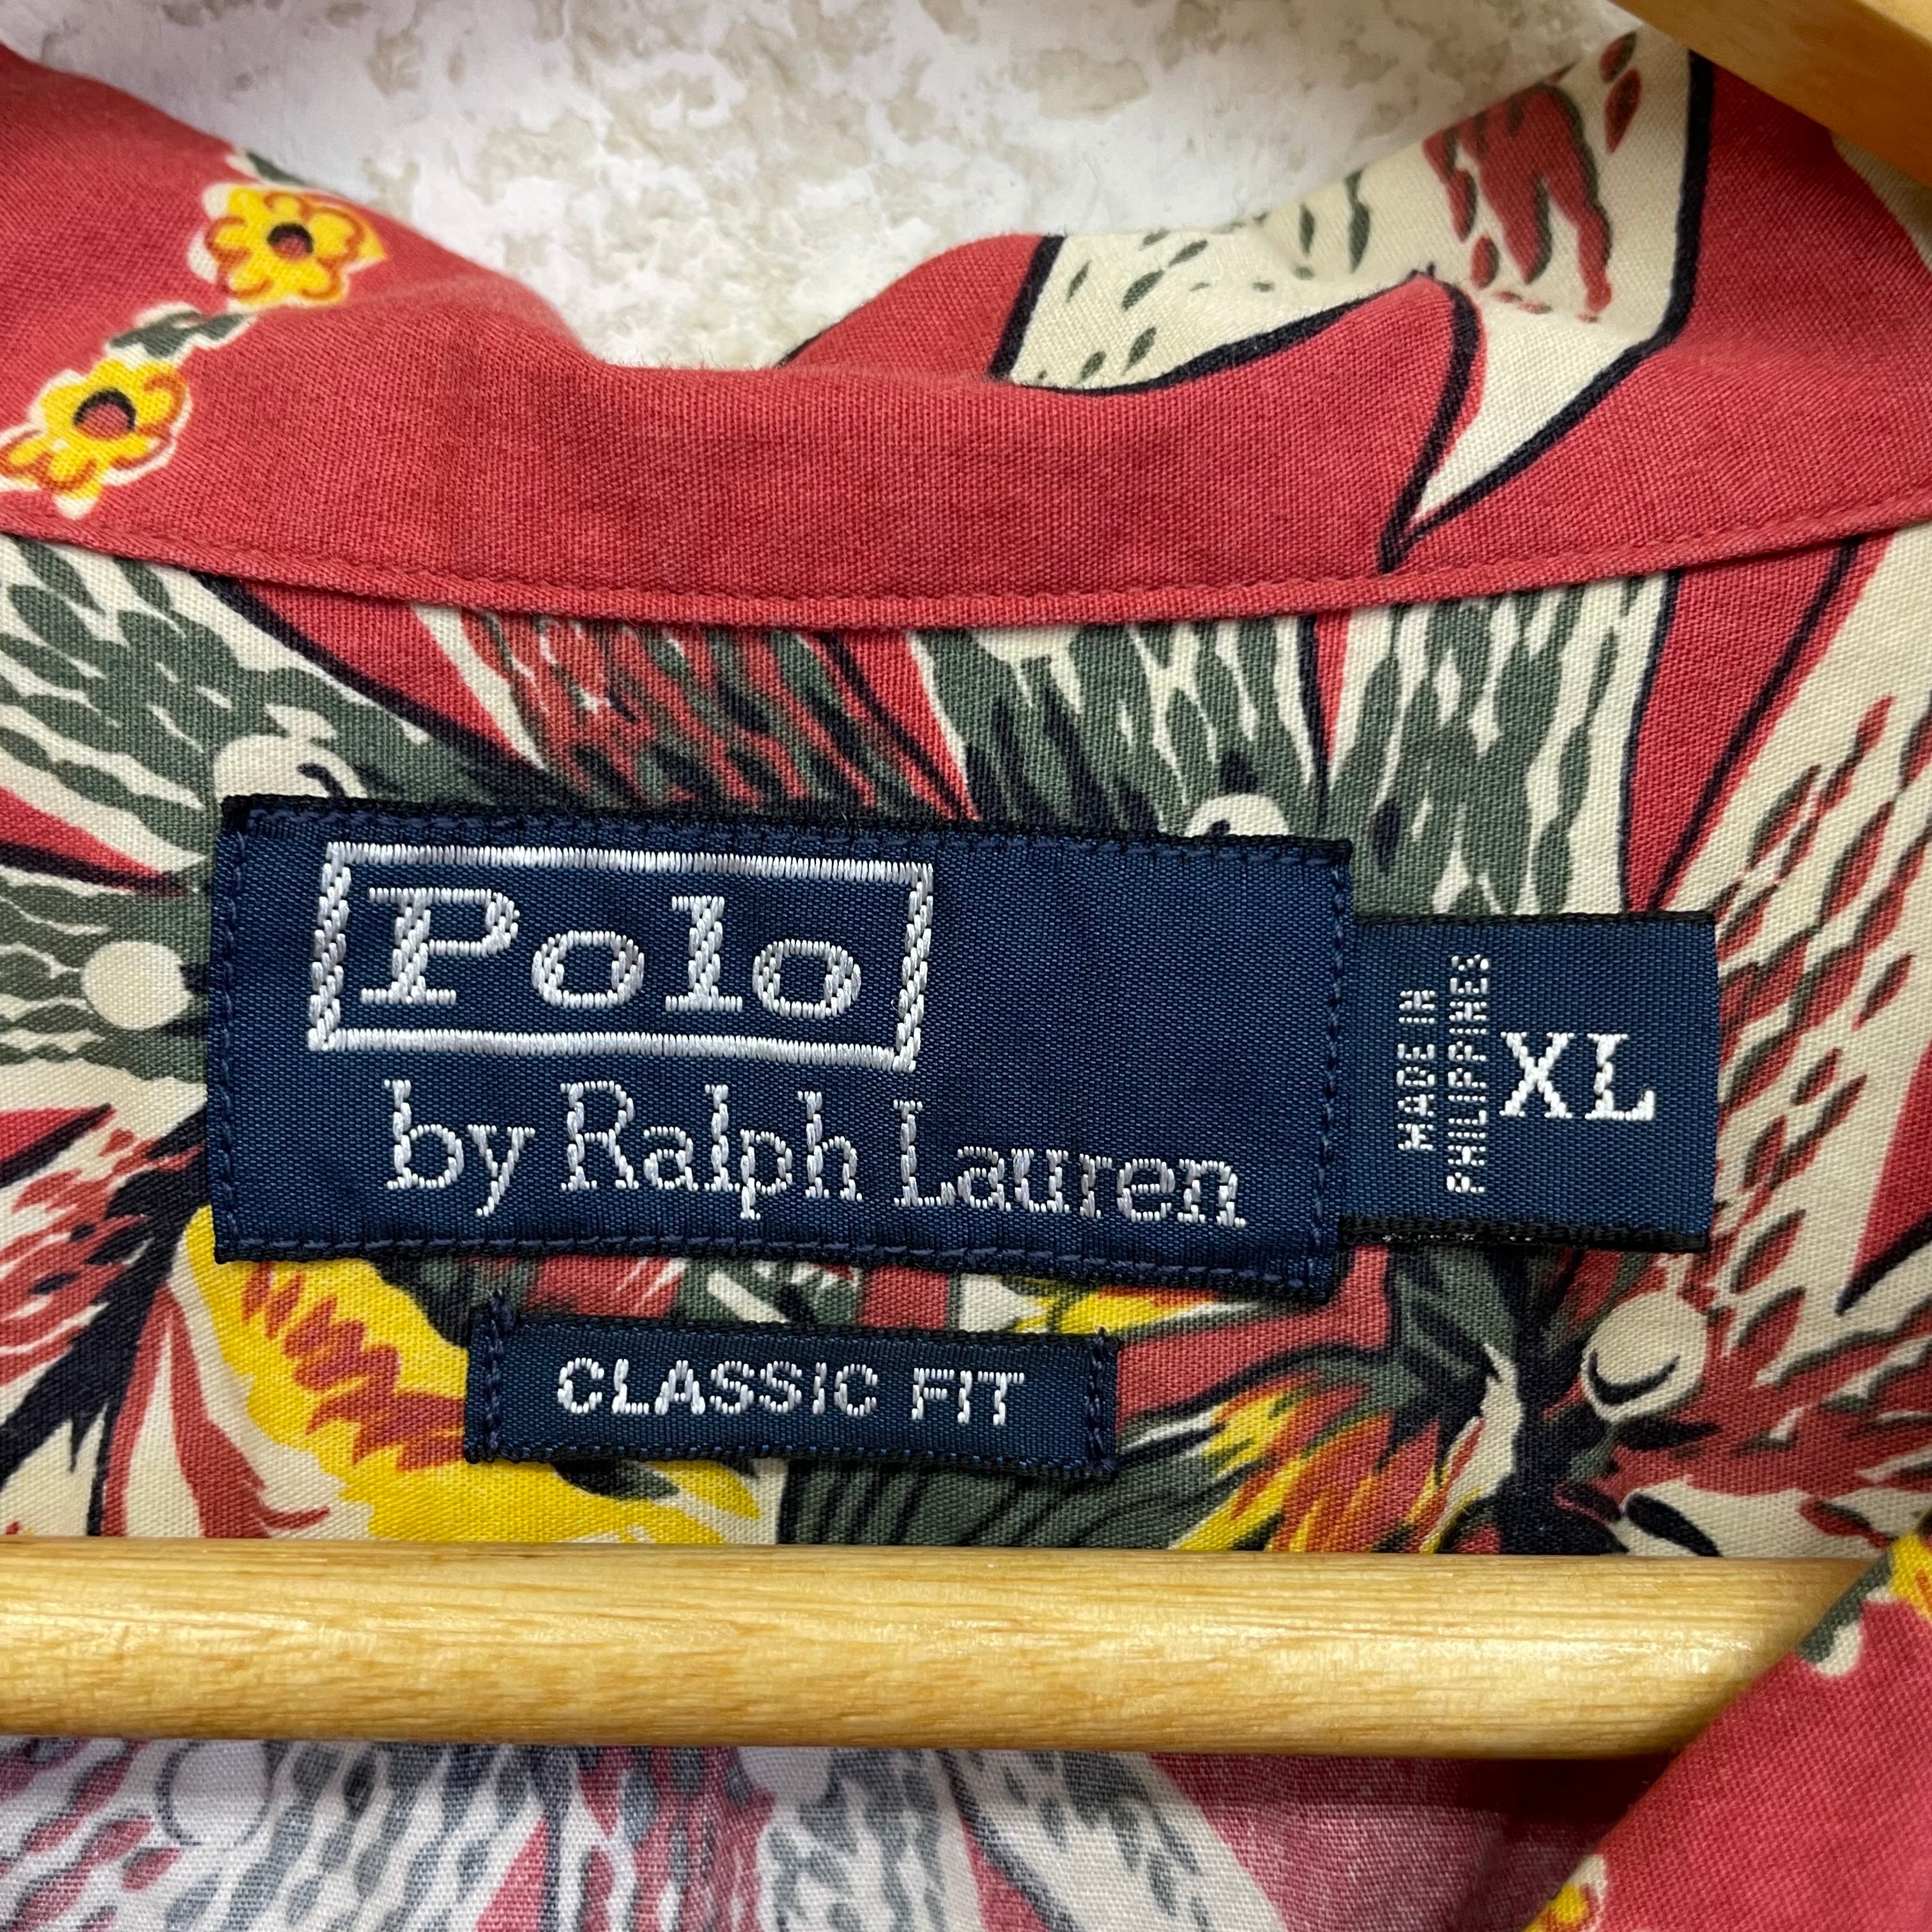 Polo
by Ralph Lauren
MADE IN
PHILIPPINES
XL
CLASSIC FIT